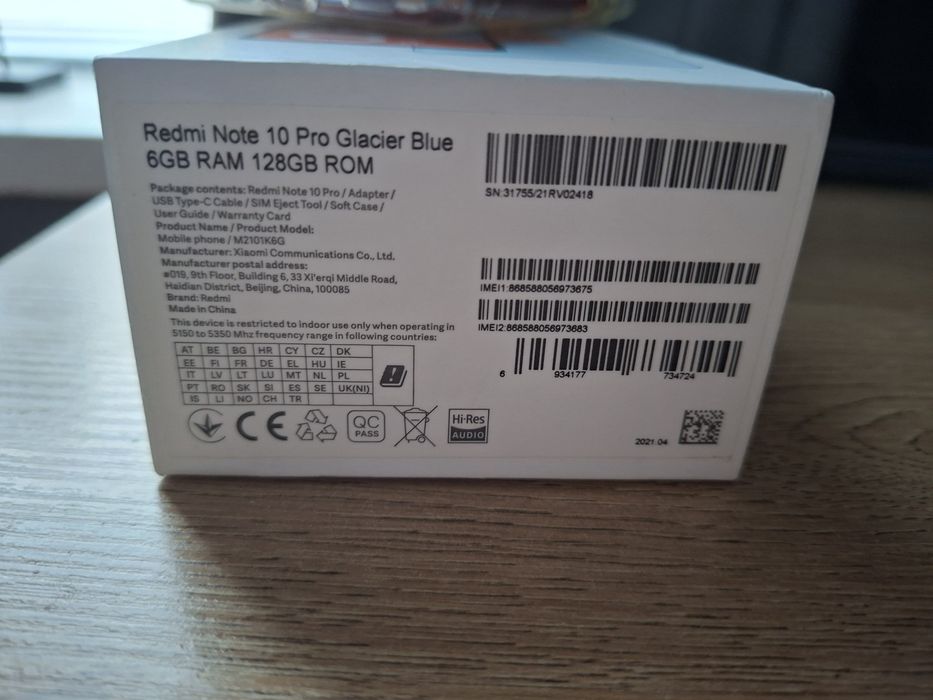 Redmi Note 10 Pro Glacier Blue
6GB RAM 128GB ROM
Package contents: Redmi Note 10 Pro / Adapter /
USB Type-C Cable / SIM Eject Tool / Soft Case /
User Guide / Warranty Card
Product Name / Product Model:
Mobile phone / M2101K6G
Manufacturer: Xiaomi Communications Co., Ltd.
Manufacturer postal address:
#019, 9th Floor, Building 6, 33 Xi'erqi Middle Road,
Haidian District, Beijing, China, 100085
Brand: Redmi
Made in China
This device is restricted to indoor use only when operating in
5150 to 5350 Mhz frequency range in following countries:
AT BE BG HR CY CZ DK
EE FI FR DE EL HU IE
IT LV LT LU MT NL PL
PT RO SK SI ES SE UK(NI)
IS LI NO CH TR
CE
QC
PASS
Hi-Res
AUDIO
SN:31755/21RV02418
IMEI1:868588056973675
IMEI2:868588056973683
6 934177 734724
2021.04